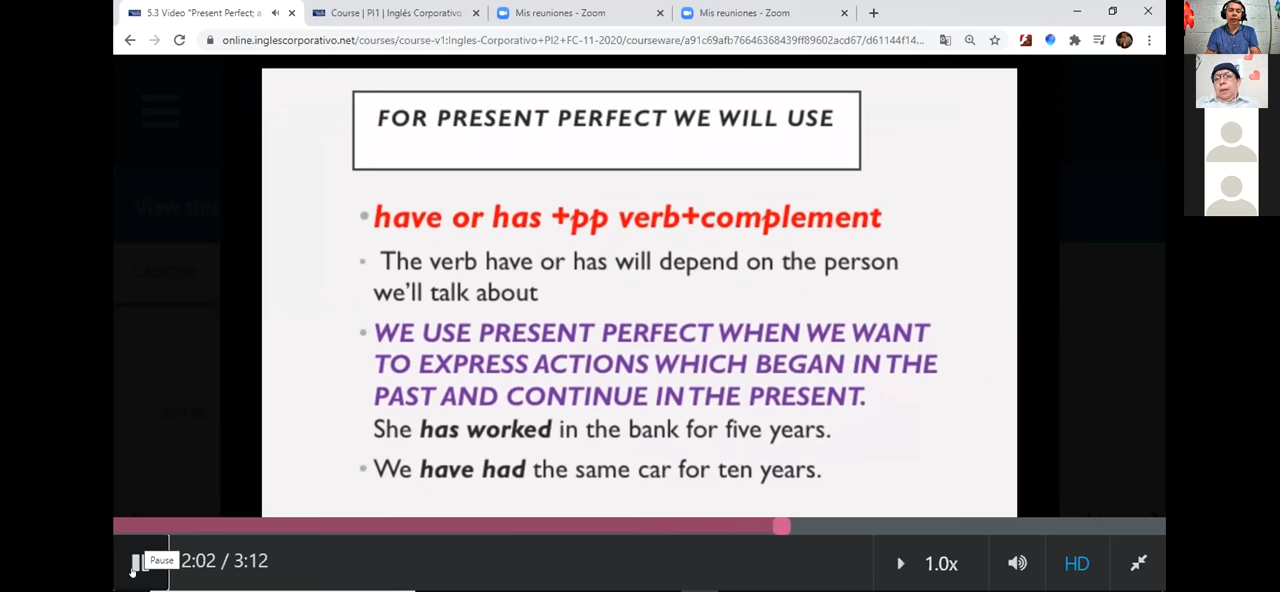 5.3 Video "Present Perfect; a
Course | PI1 | Inglés Corporativo.
Mis reuniones - Zoom
Mis reuniones - Zoom
online.inglescorporativo.net/courses/course-v1:Ingles-Corporativo+PI2+FC-11-2020/courseware/a91c69afb76646368439ff89602acd67/d61144f14...
View this
Course
FOR PRESENT PERFECT WE WILL USE
•have or has +pp verb+complement
• The verb have or has will depend on the person
we'll talk about
• WE USE PRESENT PERFECT WHEN WE WANT
TO EXPRESS ACTIONS WHICH BEGAN IN THE
PAST AND CONTINUE IN THE PRESENT.
She has worked in the bank for five years.
• We have had the same car for ten years.
Pause
2:02 / 3:12
1.0x
HD